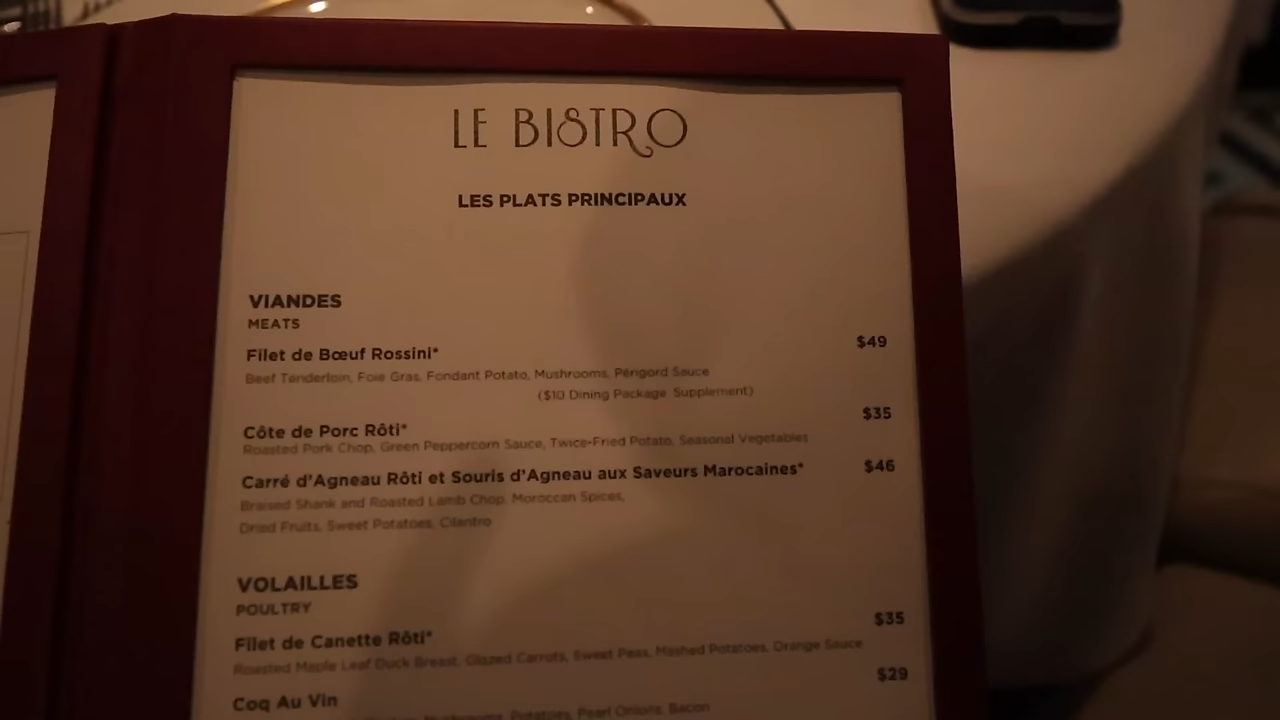 LE BISTRO
LES PLATS PRINCIPAUX
VIANDES
MEATS
Filet de Bœuf Rossini* $49
Beef Tenderloin, Foie Gras, Fondant Potato, Mushrooms, Périgord Sauce
($10 Dining Package Supplement)
Côte de Porc Rôti* $35
Roasted Pork Chop, Green Peppercorn Sauce, Twice-Fried Potato, Seasonal Vegetables
Carré d'Agneau Rôti et Souris d'Agneau aux Saveurs Marocaines* $46
Braised Shank and Roasted Lamb Chop, Moroccan Spices,
Dried Fruits, Sweet Potatoes, Cilantro
VOLAILLES
POULTRY
Filet de Canette Rôti* $35
Roasted Maple Leaf Duck Breast, Glazed Carrots, Sweet Peas, Mashed Potatoes, Orange Sauce
Coq Au Vin $29
Mushrooms, Potatoes, Pearl Onions, Bacon